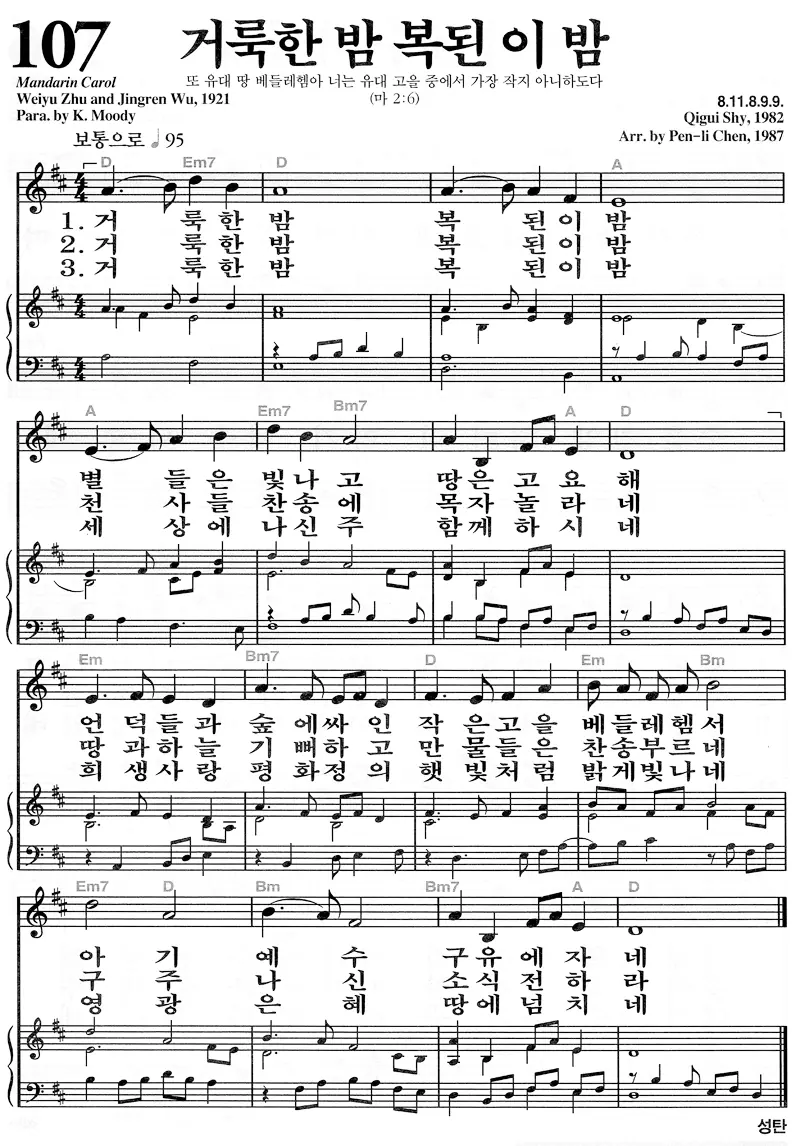 107 거룩한 밤 복된 이 밤
Mandarin Carol
또 유대 땅 베들레헴아 너는 유대 고을 중에서 가장 작지 아니하도다
Weiyu Zhu and Jingren Wu, 1921
(마 2:6)
8.11.8.9.9.
Para. by K. Moody
Qigui Shy, 1982
보통으로 ♩ 95
Arr. by Pen-li Chen, 1987
D Em7 D A
1. 거 룩 한 밤 복 된 이 밤
2. 거 룩 한 밤 복 된 이 밤
3. 거 룩 한 밤 복 된 이 밤
A Em7 Bm7 A D
별 들 은 빛 나 고 땅 은 고 요 해
천 사 들 찬 송 에 목 자 놀 라 네
세 상 에 나 신 주 함 께 하 시 네
Em Bm7 D Em Bm
언 덕 들 과 숲 에 싸 인 작 은 고 을 베 들 레 헴 서
땅 과 하 늘 기 뻐 하 고 만 물 들 은 찬 송 부 르 네
희 생 사 랑 평 화 정 의 햇 빛 처 럼 밝 게 빛 나 네
Em7 D Bm Bm7 A D
아 기 예 수 구 유 에 자 네
구 주 나 신 소 식 전 하 라
영 광 은 혜 땅 에 넘 치 네
성탄